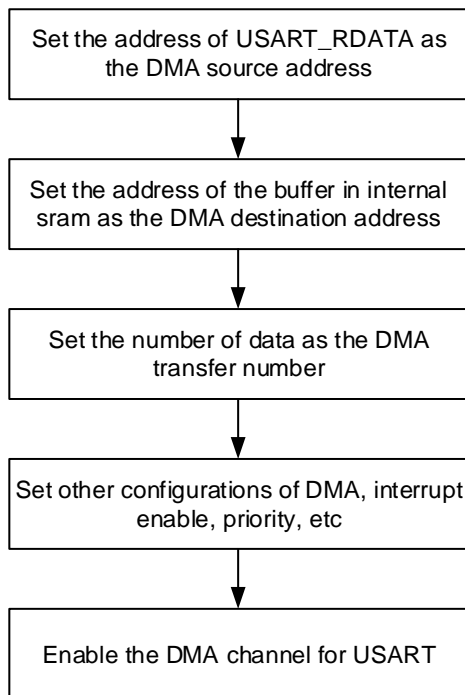 Set the address of USART_RDATA as
the DMA source address
Set the address of the buffer in internal
sram as the DMA destination address
Set the number of data as the DMA
transfer number
Set other configurations of DMA, interrupt
enable, priority, etc
Enable the DMA channel for USART